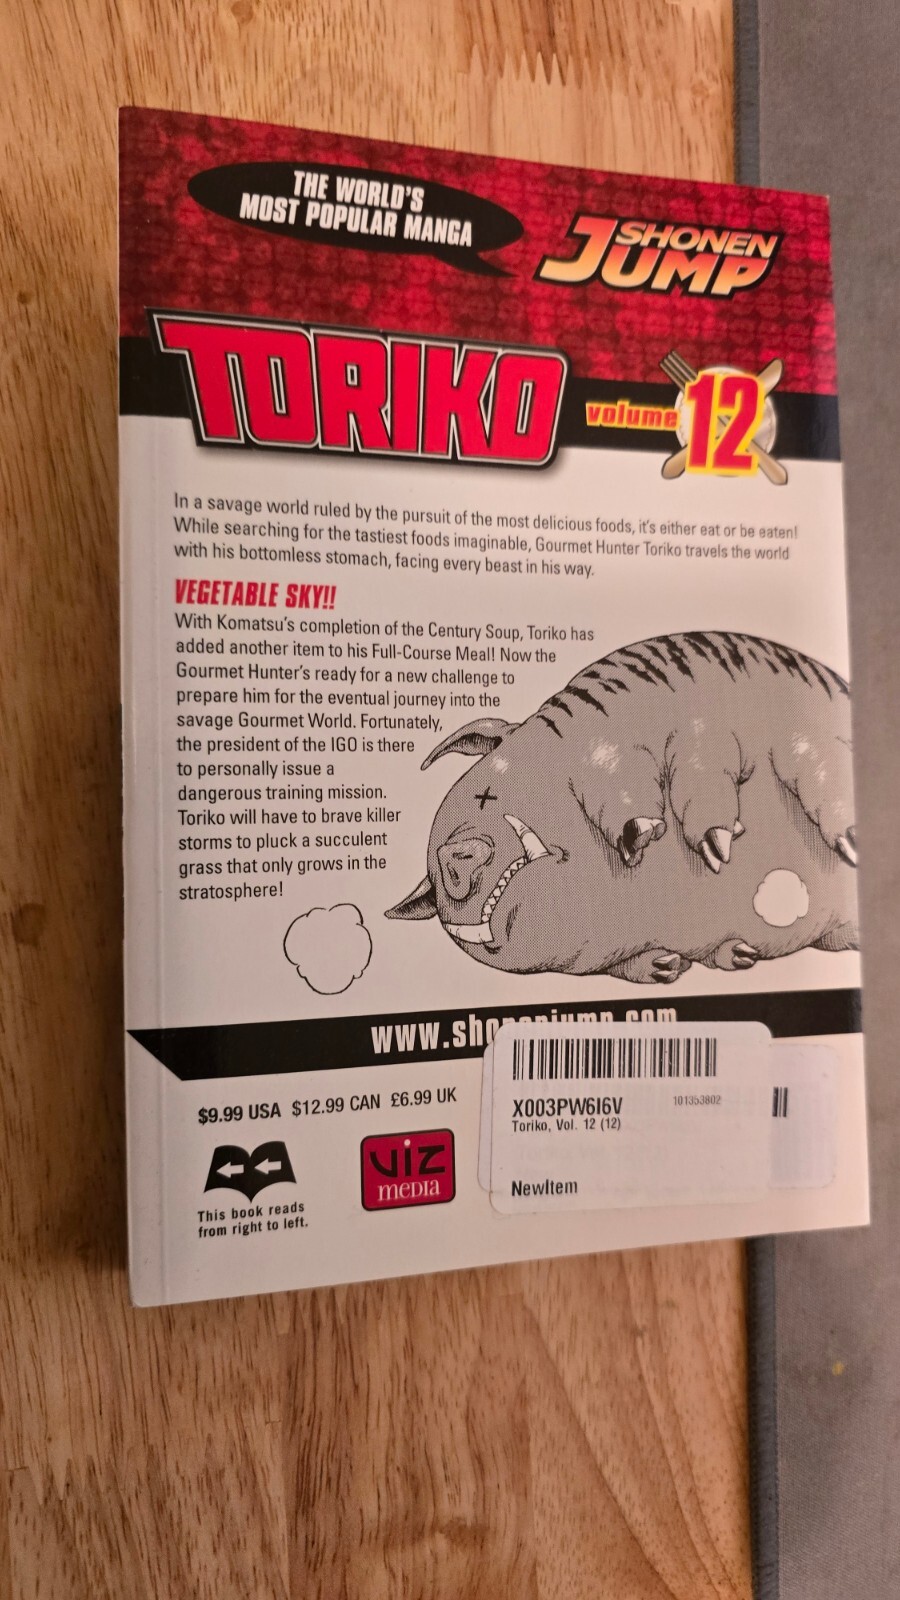 THE WORLD'S
MOST POPULAR MANGA
SHONEN
JUMP
TORIKO
volume 12
In a savage world ruled by the pursuit of the most delicious foods, it's either eat or be eaten!
While searching for the tastiest foods imaginable, Gourmet Hunter Toriko travels the world
with his bottomless stomach, facing every beast in his way.
VEGETABLE SKY!!
With Komatsu's completion of the Century Soup, Toriko has
added another item to his Full-Course Meal! Now the
Gourmet Hunter's ready for a new challenge to
prepare him for the eventual journey into the
savage Gourmet World. Fortunately,
the president of the IGO is there
to personally issue a
dangerous training mission.
Toriko will have to brave killer
storms to pluck a succulent
grass that only grows in the
stratosphere!
www.shonenjump.com
$9.99 USA $12.99 CAN £6.99 UK
X003PW6I6V 101353802
Toriko, Vol. 12 (12)
NewItem
This book reads
from right to left.
VIZ
MEDIA